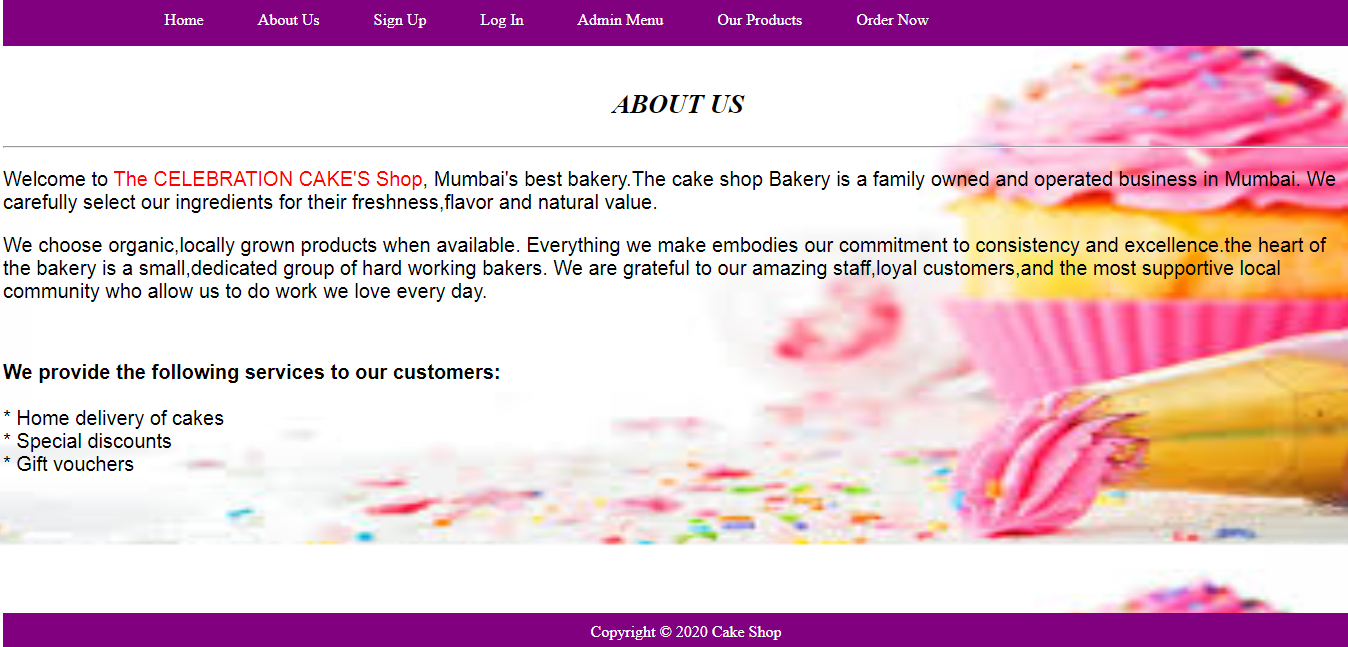 Home About Us Sign Up Log In Admin Menu Our Products Order Now
ABOUT US
Welcome to The CELEBRATION CAKE'S Shop, Mumbai's best bakery.The cake shop Bakery is a family owned and operated business in Mumbai. We
carefully select our ingredients for their freshness,flavor and natural value.
We choose organic,locally grown products when available. Everything we make embodies our commitment to consistency and excellence.the heart of
the bakery is a small,dedicated group of hard working bakers. We are grateful to our amazing staff,loyal customers,and the most supportive local
community who allow us to do work we love every day.
We provide the following services to our customers:
* Home delivery of cakes
* Special discounts
* Gift vouchers
Copyright © 2020 Cake Shop